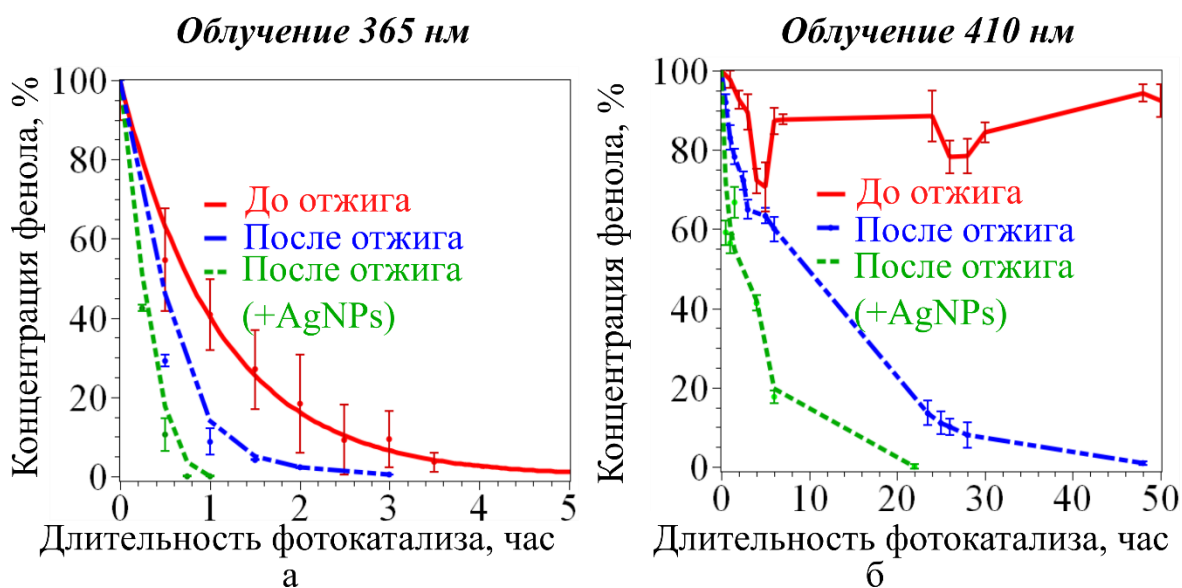 Облучение 365 нм
Концентрация фенола, %
100
80
60
40
20
0
До отжига
После отжига
После отжига
(+AgNPs)
0 1 2 3 4 5
Длительность фотокатализа, час
а
Облучение 410 нм
Концентрация фенола, %
100
80
60
40
20
0
До отжига
После отжига
После отжига
(+AgNPs)
0 10 20 30 40 50
Длительность фотокатализа, час
б